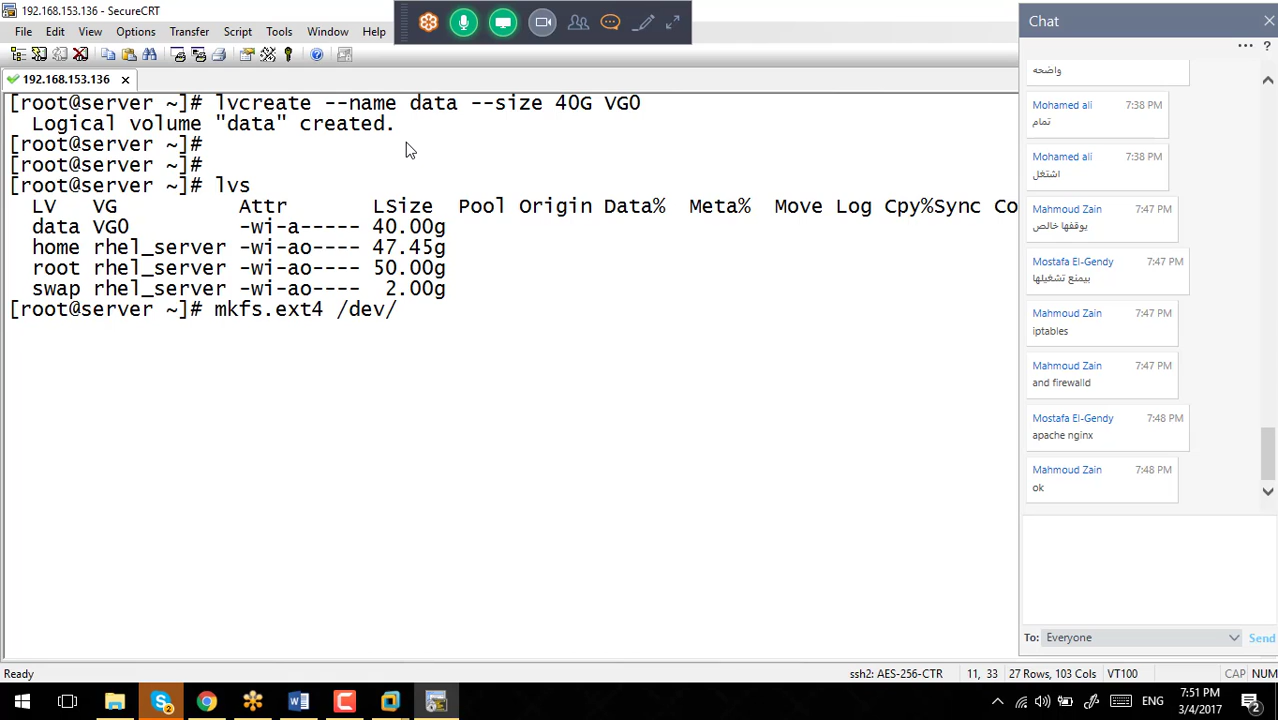 192.168.153.136 - SecureCRT
File Edit View Options Transfer Script Tools Window Help
192.168.153.136
[root@server ~]# lvcreate --name data --size 40G VG0
Logical volume "data" created.
[root@server ~]#
[root@server ~]#
[root@server ~]# lvs
LV VG Attr LSize Pool Origin Data% Meta% Move Log Cpy%Sync Co
data VG0 -wi-a----- 40.00g
home rhel_server -wi-ao---- 47.45g
root rhel_server -wi-ao---- 50.00g
swap rhel_server -wi-ao---- 2.00g
[root@server ~]# mkfs.ext4 /dev/
Chat
واضحه
Mohamed ali 7:38 PM
تمام
Mohamed ali 7:38 PM
اشتغل
Mahmoud Zain 7:47 PM
يوقفها خالص
Mostafa El-Gendy 7:47 PM
بيمنع تشغيلها
Mahmoud Zain 7:47 PM
iptables
Mahmoud Zain 7:47 PM
and firewalld
Mostafa El-Gendy 7:48 PM
apache nginx
Mahmoud Zain 7:48 PM
ok
To: Everyone Send
Ready ssh2: AES-256-CTR 11, 33 27 Rows, 103 Cols VT100 CAP NUM
ENG 7:51 PM
3/4/2017